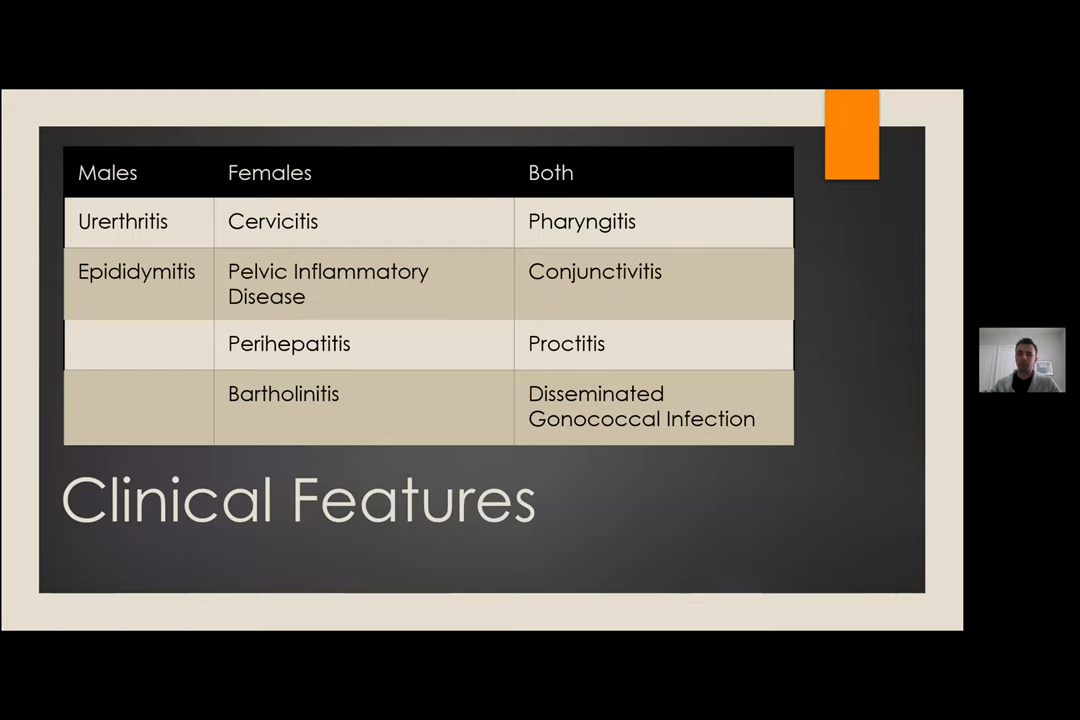 Males Females Both
Urerthritis Cervicitis Pharyngitis
Epididymitis Pelvic Inflammatory Conjunctivitis
Disease
Perihepatitis Proctitis
Bartholinitis Disseminated
Gonococcal Infection
Clinical Features